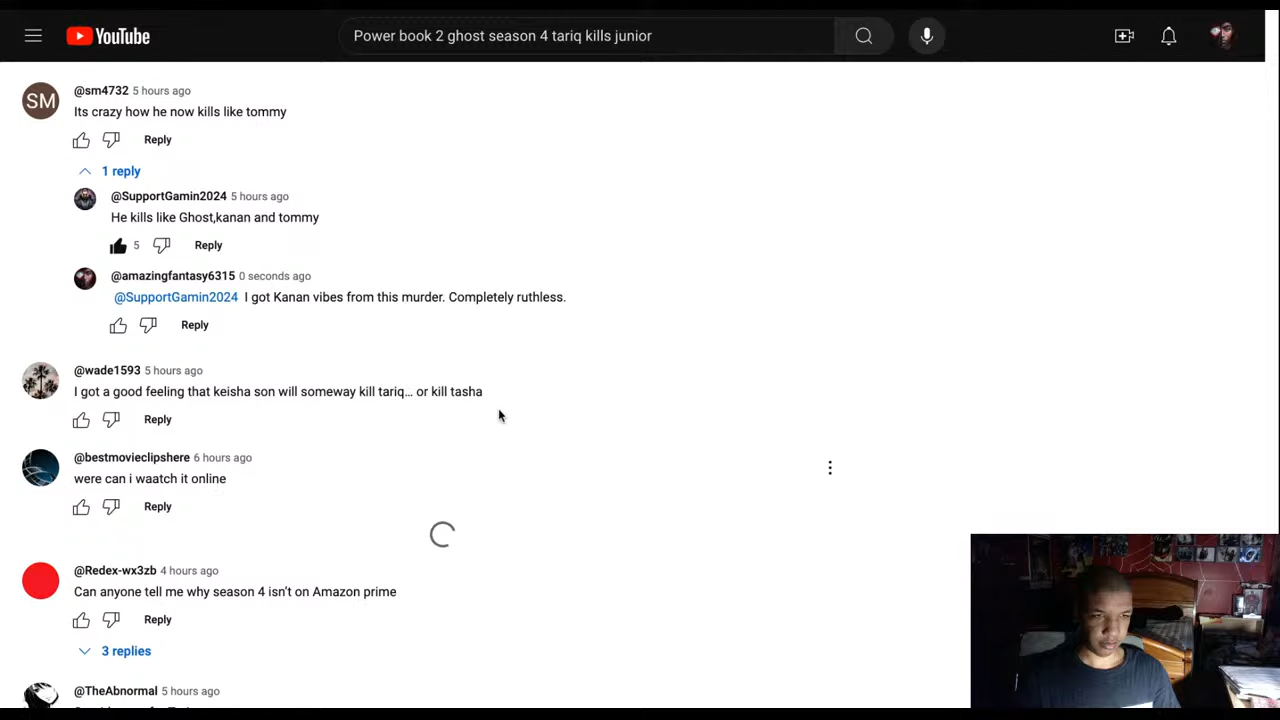 YouTube
Power book 2 ghost season 4 tariq kills junior
SM
@sm4732 5 hours ago
Its crazy how he now kills like tommy
Reply
1 reply
@SupportGamin2024 5 hours ago
He kills like Ghost,kanan and tommy
5 Reply
@amazingfantasy6315 0 seconds ago
@SupportGamin2024 I got Kanan vibes from this murder. Completely ruthless.
Reply
@wade1593 5 hours ago
I got a good feeling that keisha son will someway kill tariq... or kill tasha
Reply
@bestmovieclipshere 6 hours ago
were can i waatch it online
Reply
@Redex-wx3zb 4 hours ago
Can anyone tell me why season 4 isn't on Amazon prime
Reply
3 replies
@TheAbnormal 5 hours ago